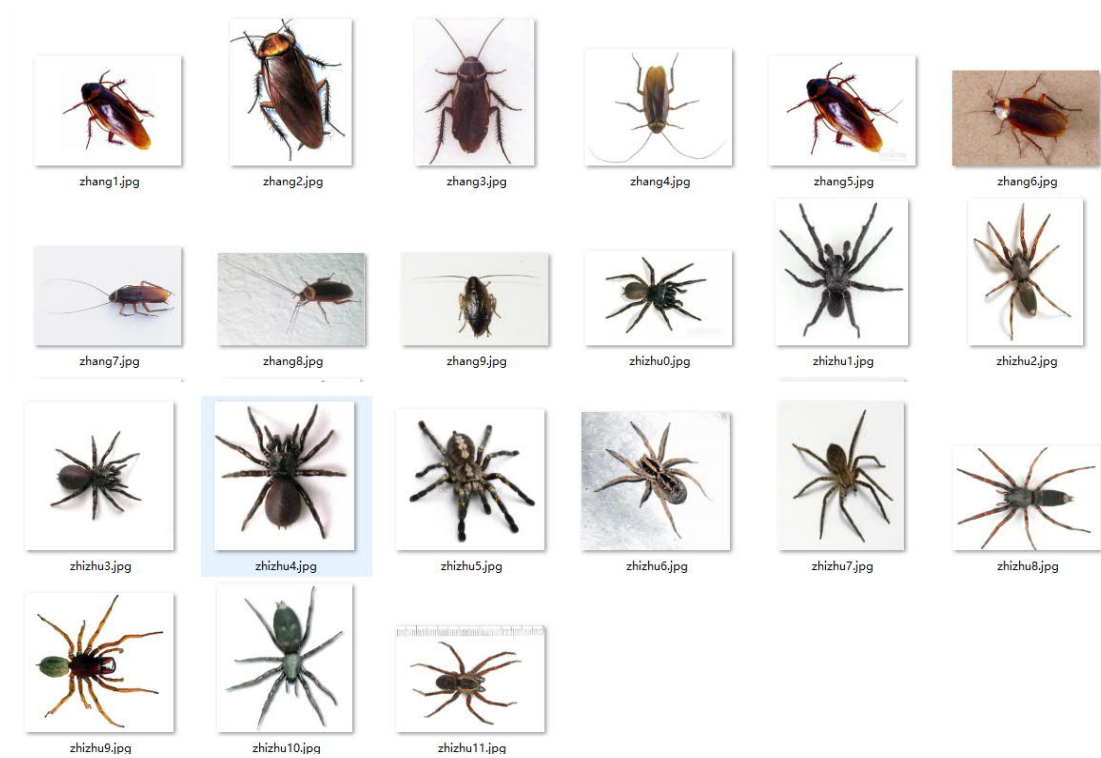 zhang1.jpg
zhang2.jpg
zhang3.jpg
zhang4.jpg
zhang5.jpg
zhang6.jpg
zhang7.jpg
zhang8.jpg
zhang9.jpg
zhizhu0.jpg
zhizhu1.jpg
zhizhu2.jpg
zhizhu3.jpg
zhizhu4.jpg
zhizhu5.jpg
zhizhu6.jpg
zhizhu7.jpg
zhizhu8.jpg
zhizhu9.jpg
zhizhu10.jpg
zhizhu11.jpg